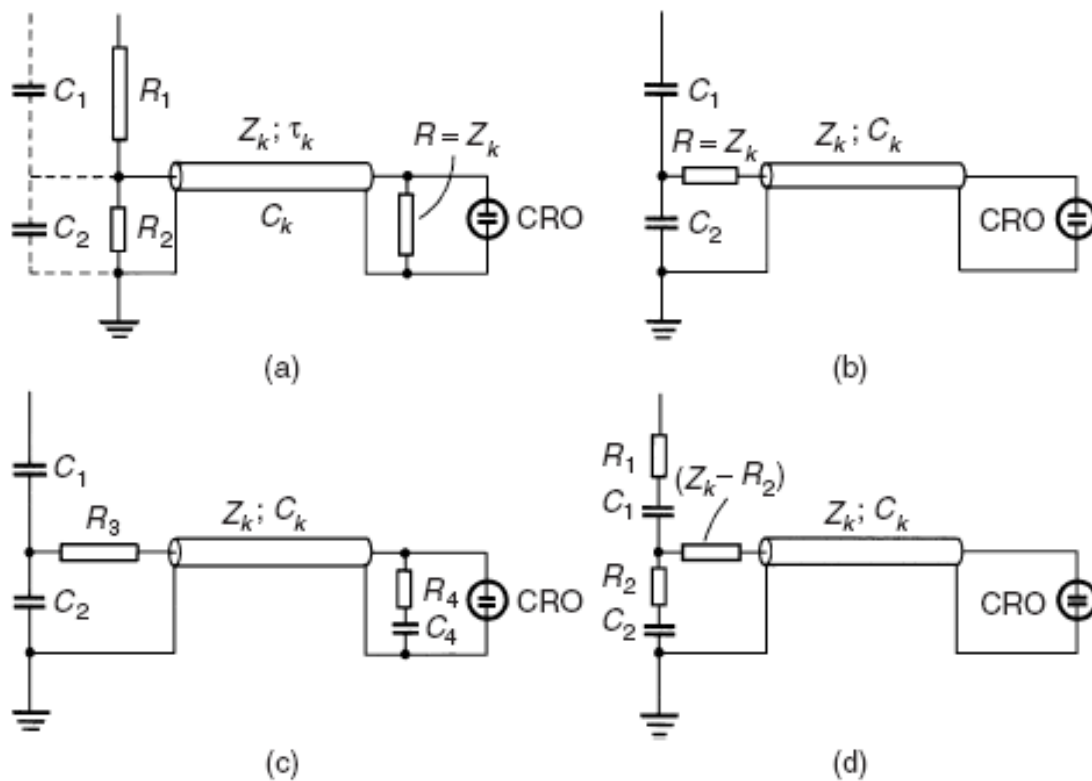 C₁
R₁
Zₖ; τₖ
R = Zₖ
C₂
R₂
Cₖ
CRO
(a)
C₁
R = Zₖ
Zₖ; Cₖ
C₂
CRO
(b)
C₁
R₃
Zₖ; Cₖ
C₂
R₄
C₄
CRO
(c)
R₁
C₁
(Zₖ – R₂)
Zₖ; Cₖ
R₂
C₂
CRO
(d)